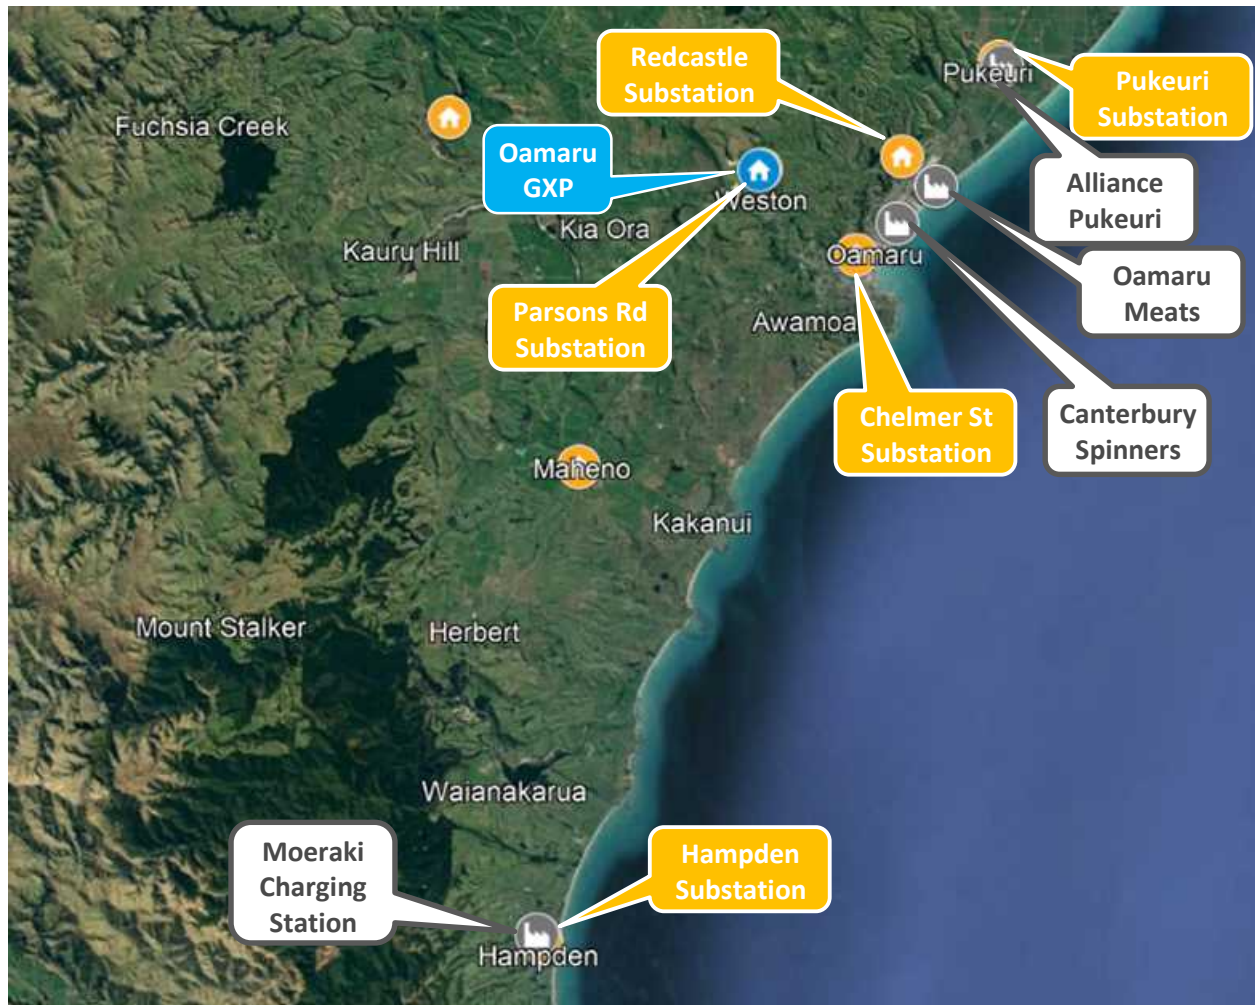 Redcastle
Substation
Pukeuri
Pukeuri
Substation
Fuchsia Creek
Oamaru
GXP
Weston
Alliance
Pukeuri
Kia Ora
Kauru Hill
Oamaru
Oamaru
Meats
Parsons Rd
Substation
Awamoa
Chelmer St
Substation
Canterbury
Spinners
Maheno
Kakanui
Mount Stalker
Herbert
Waianakarua
Moeraki
Charging
Station
Hampden
Substation
Hampden